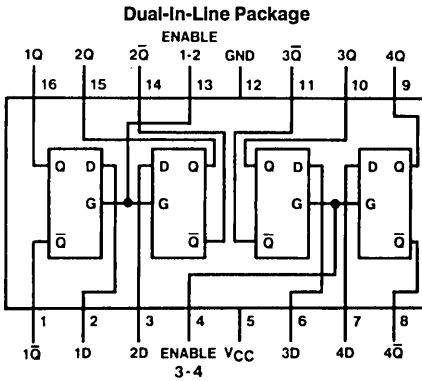 Dual-In-Line Package
ENABLE
1Q 2Q 2Q̅ 1-2 GND 3Q̅ 3Q 4Q
16 15 14 13 12 11 10 9
Q D D Q Q D D Q
G G G G
Q̅ Q̅ Q̅ Q̅
1 2 3 4 5 6 7 8
1Q̅ 1D 2D ENABLE VCC 3D 4D 4Q̅
3-4